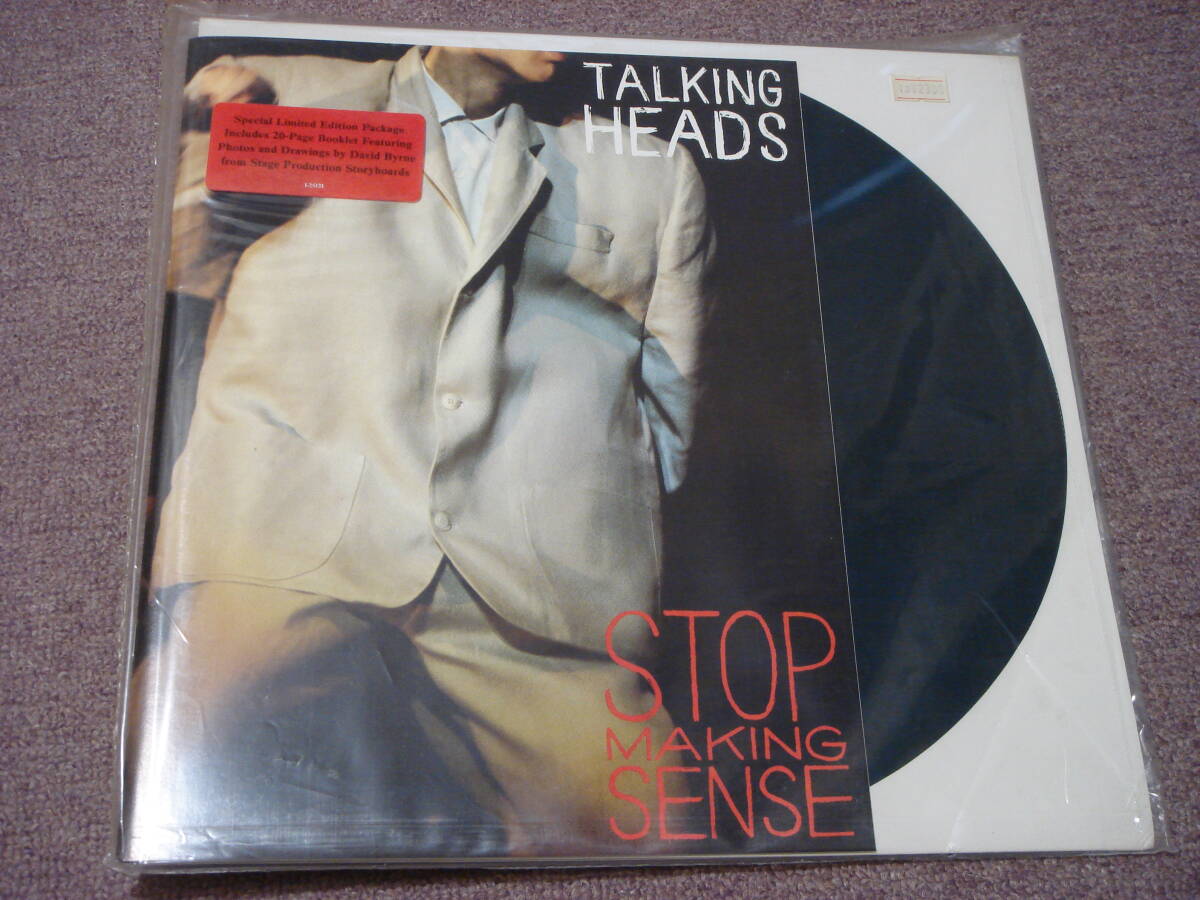 TALKING
HEADS
Special Limited Edition Package
Includes 20-Page Booklet Featuring
Photos and Drawings by David Byrne
from Stage Production Storyboards
STOP
MAKING
SENSE